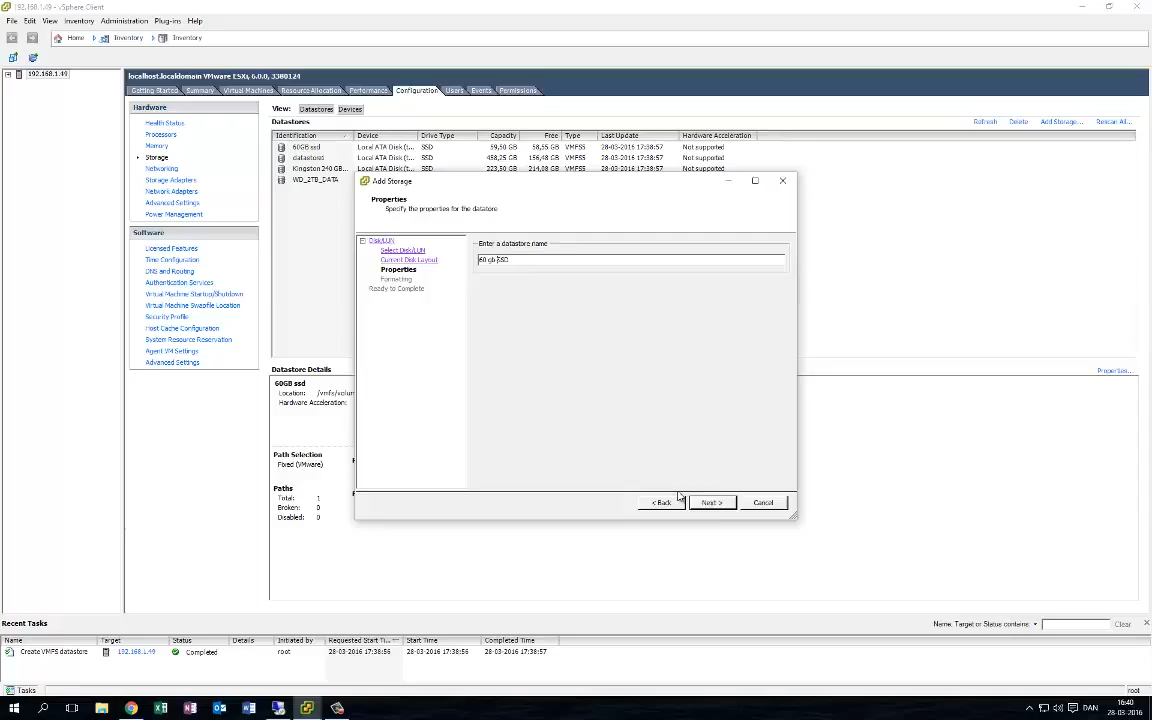 192.168.1.49 - vSphere Client
File Edit View Inventory Administration Plug-ins Help
Home Inventory Inventory
192.168.1.49
localhost.localdomain VMware ESXi, 6.0.0, 3380124
Getting Started Summary Virtual Machines Resource Allocation Performance Configuration Users Events Permissions
Hardware
Health Status
Processors
Memory
Storage
Networking
Storage Adapters
Network Adapters
Advanced Settings
Power Management
Software
Licensed Features
Time Configuration
DNS and Routing
Authentication Services
Virtual Machine Startup/Shutdown
Virtual Machine Swapfile Location
Security Profile
Host Cache Configuration
System Resource Reservation
Agent VM Settings
Advanced Settings
View: Datastores Devices
Datastores
Refresh Delete Add Storage... Rescan All...
Identification Device Drive Type Capacity Free Type Last Update Hardware Acceleration
60GB ssd Local ATA Disk (t... SSD 59,50 GB 58,55 GB VMFS5 28-03-2016 17:38:57 Not supported
datastores Local ATA Disk (t... SSD 458,25 GB 156,48 GB VMFS5 28-03-2016 17:38:57 Not supported
Kingston 240 GB... Local ATA Disk (t... SSD 223,50 GB 214,08 GB VMFS5 28-03-2016 17:38:57 Not supported
WD_2TB_DATA
Add Storage
Properties
Specify the properties for the datatore
Disk/LUN
Select Disk/LUN
Current Disk Layout
Properties
Formatting
Ready to Complete
Enter a datastore name
60 gb SSD
< Back Next > Cancel
Datastore Details
Properties...
60GB ssd
Location: /vmfs/volum
Hardware Acceleration:
Path Selection
Fixed (VMware)
Paths
Total: 1
Broken: 0
Disabled: 0
Recent Tasks
Name, Target or Status contains: Clear
Name Target Status Details Initiated by Requested Start Ti... Start Time Completed Time
Create VMFS datastore 192.168.1.49 Completed root 28-03-2016 17:38:56 28-03-2016 17:38:56 28-03-2016 17:38:57
Tasks
root
DAN
16:40
28-03-2016